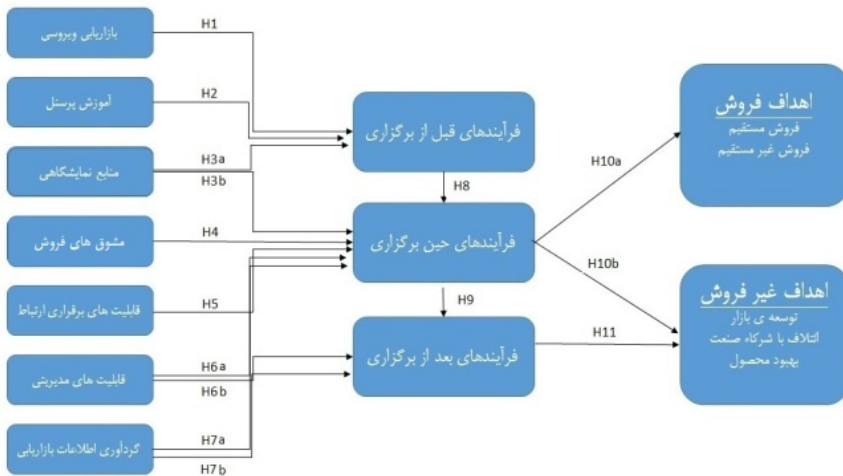 بازاریابی ویروسی
H1
آموزش پرسنل
H2
منابع نمایشگاهی
H3a
H3b
مشوق های فروش
H4
قابلیت های برقراری ارتباط
H5
قابلیت های مدیریتی
H6a
H6b
گردآوری اطلاعات بازاریابی
H7a
H7b
فرآیندهای قبل از برگزاری
H8
فرآیندهای حین برگزاری
H9
فرآیندهای بعد از برگزاری
H10a
H10b
H11
اهداف فروش
فروش مستقیم
فروش غیر مستقیم
اهداف غیر فروش
توسعه ی بازار
ائتلاف با شرکاء صنعت
بهبود محصول